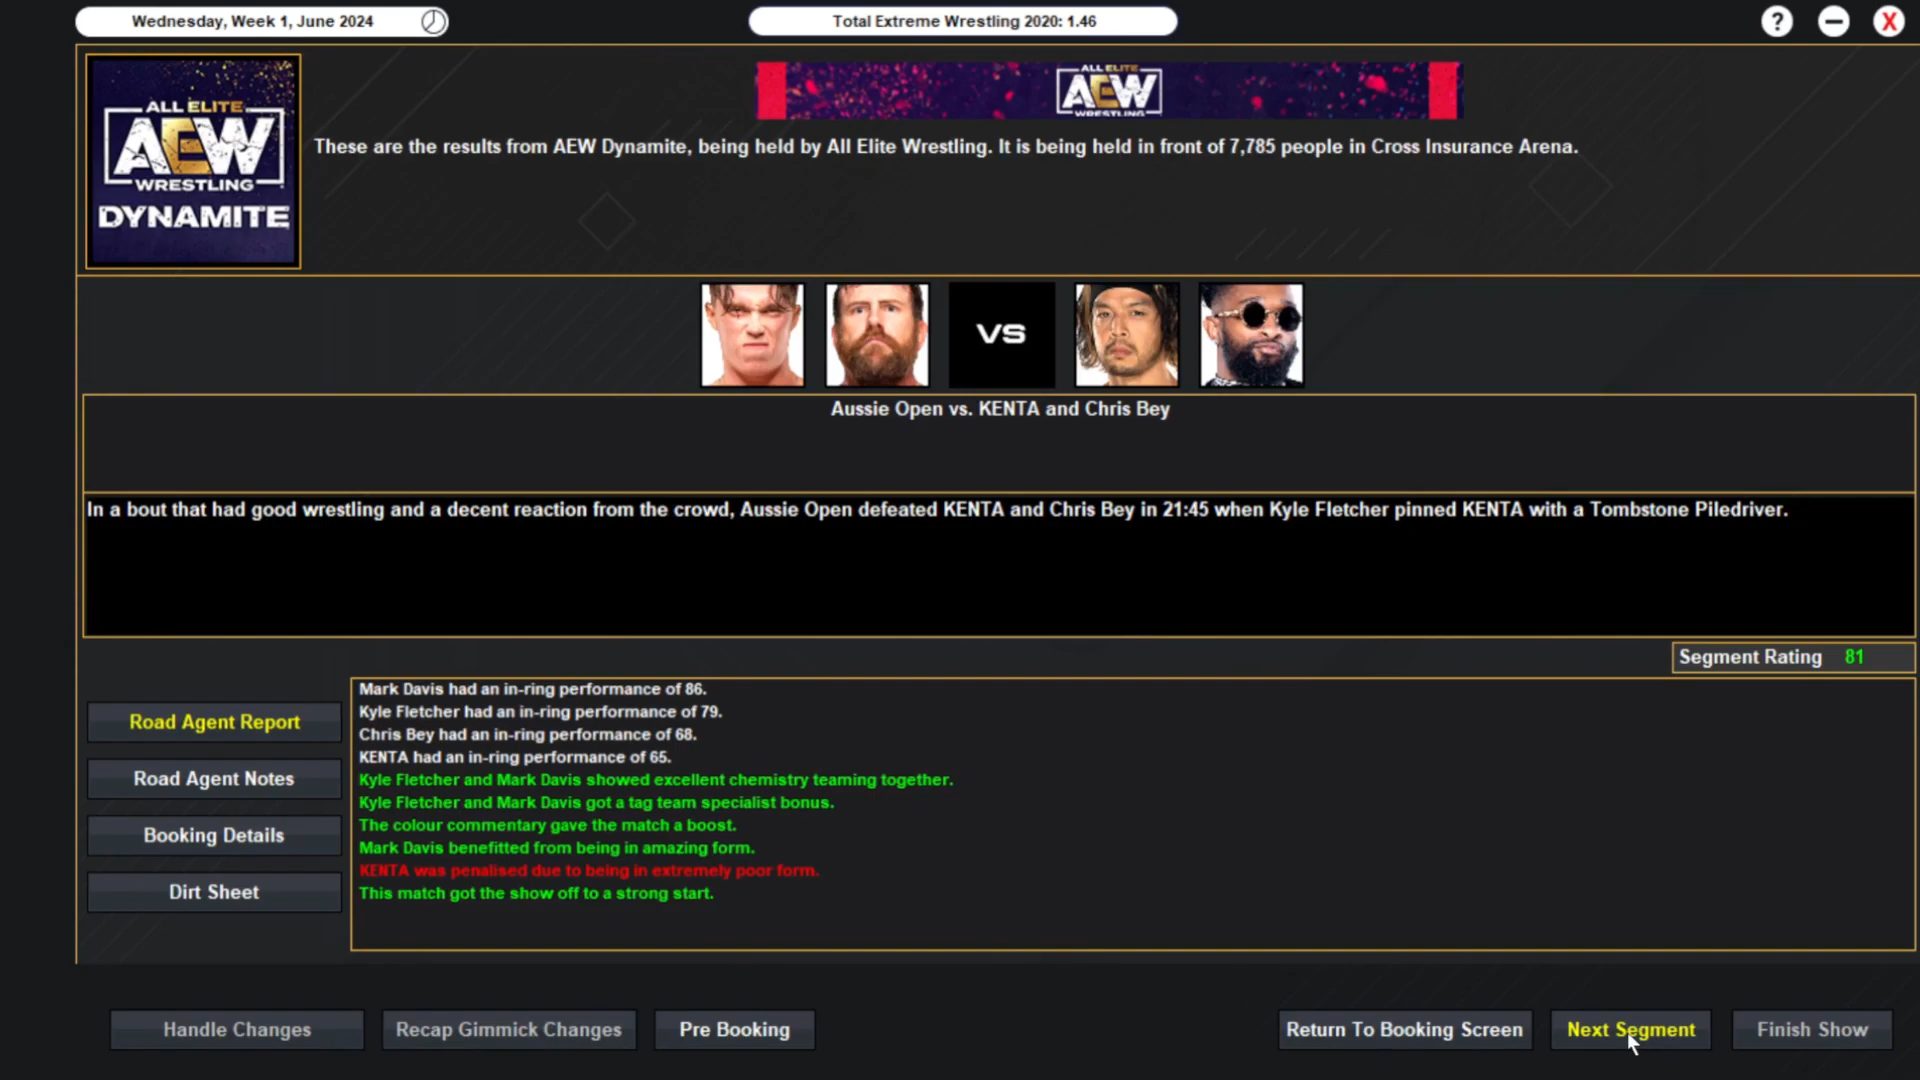 Wednesday, Week 1, June 2024
Total Extreme Wrestling 2020: 1.46
?
X
ALL ELITE
AEW
WRESTLING
DYNAMITE
ALL ELITE
AEW
WRESTLING
These are the results from AEW Dynamite, being held by All Elite Wrestling. It is being held in front of 7,785 people in Cross Insurance Arena.
VS
Aussie Open vs. KENTA and Chris Bey
In a bout that had good wrestling and a decent reaction from the crowd, Aussie Open defeated KENTA and Chris Bey in 21:45 when Kyle Fletcher pinned KENTA with a Tombstone Piledriver.
Segment Rating 81
Road Agent Report
Road Agent Notes
Booking Details
Dirt Sheet
Mark Davis had an in-ring performance of 86.
Kyle Fletcher had an in-ring performance of 79.
Chris Bey had an in-ring performance of 68.
KENTA had an in-ring performance of 65.
Kyle Fletcher and Mark Davis showed excellent chemistry teaming together.
Kyle Fletcher and Mark Davis got a tag team specialist bonus.
The colour commentary gave the match a boost.
Mark Davis benefitted from being in amazing form.
KENTA was penalised due to being in extremely poor form.
This match got the show off to a strong start.
Handle Changes
Recap Gimmick Changes
Pre Booking
Return To Booking Screen
Next Segment
Finish Show